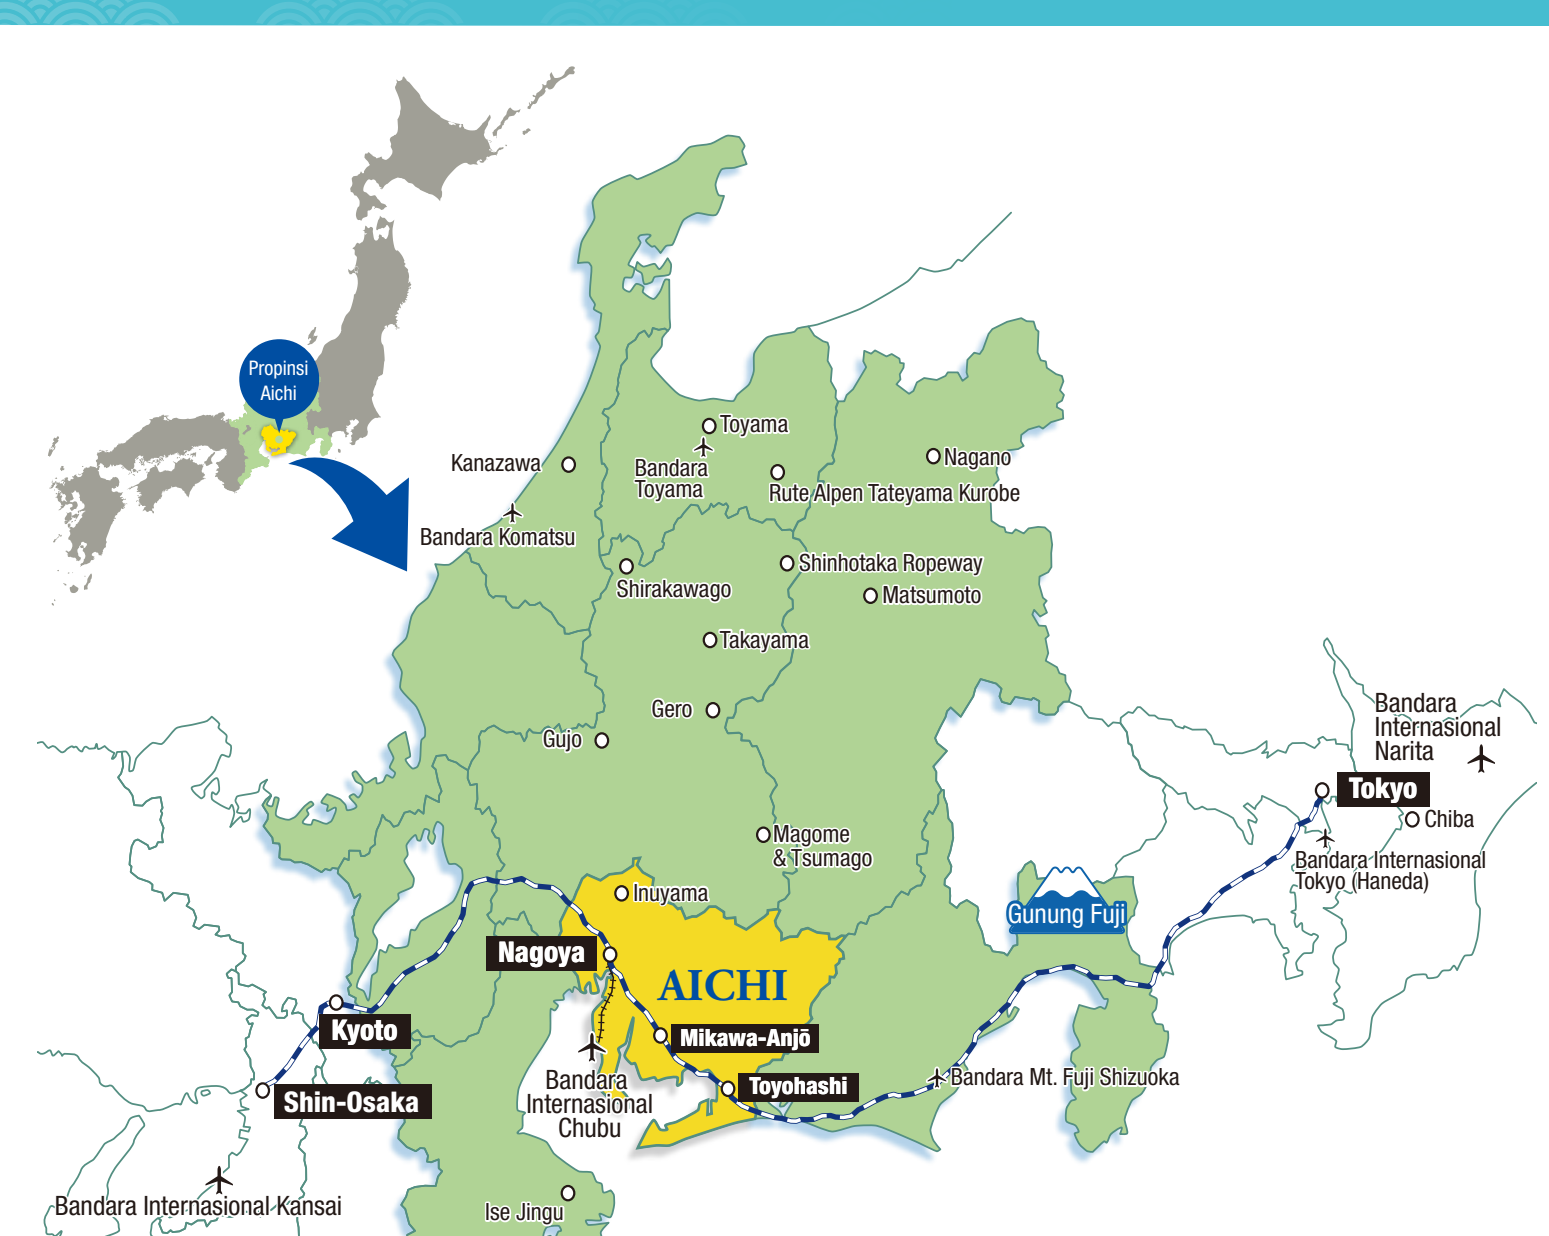 Propinsi
Aichi
Toyama
Kanazawa
Bandara
Toyama
Nagano
Rute Alpen Tateyama Kurobe
Bandara Komatsu
Shirakawago
Shinhotaka Ropeway
Matsumoto
Takayama
Gero
Gujo
Bandara
Internasional
Narita
Tokyo
Chiba
Magome
& Tsumago
Bandara Internasional
Tokyo (Haneda)
Inuyama
Gunung Fuji
Nagoya
AICHI
Kyoto
Mikawa-Anjō
Shin-Osaka
Toyohashi
Bandara Mt. Fuji Shizuoka
Bandara
Internasional
Chubu
Bandara Internasional Kansai
Ise Jingu